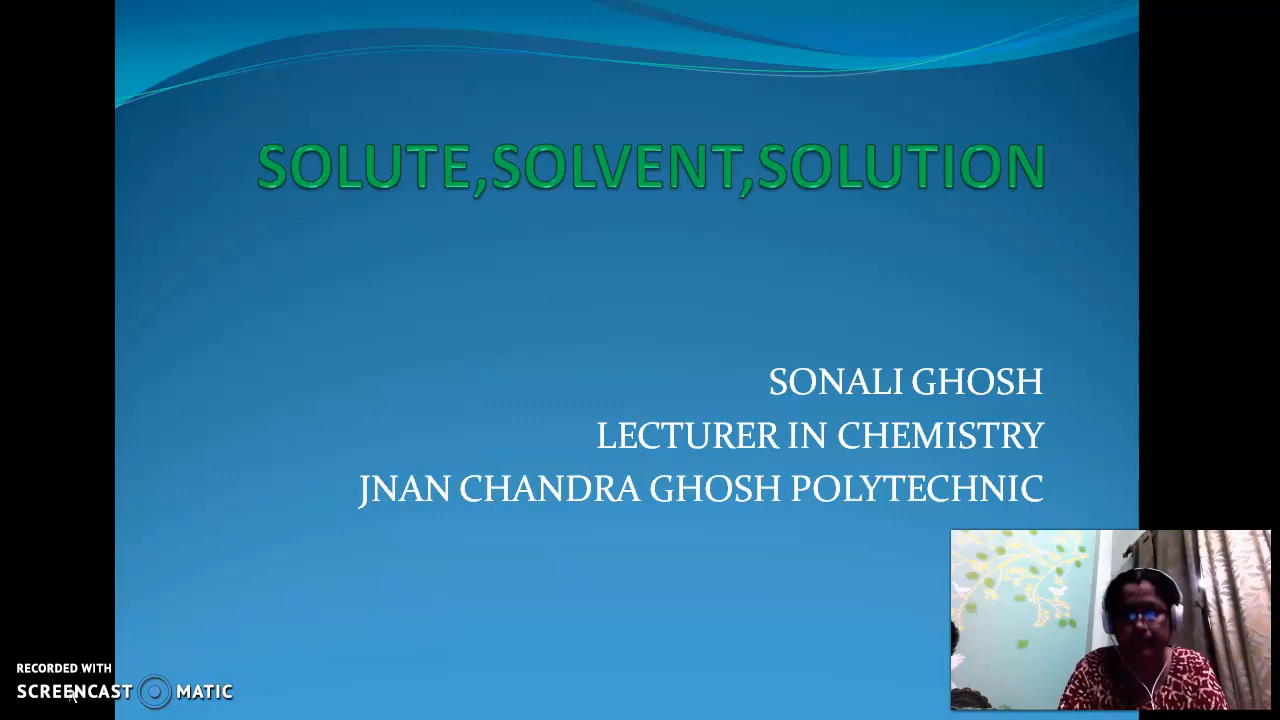 SOLUTE,SOLVENT,SOLUTION
SONALI GHOSH
LECTURER IN CHEMISTRY
JNAN CHANDRA GHOSH POLYTECHNIC
RECORDED WITH
SCREENCAST MATIC